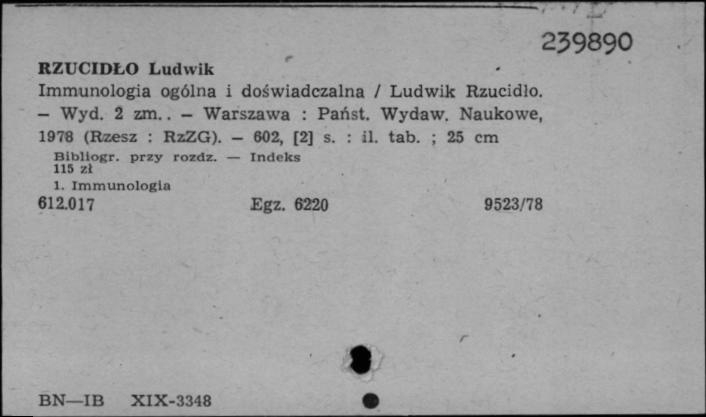 239890
RZUCIDŁO Ludwik
Immunologia ogólna i doświadczalna / Ludwik Rzucidło.
— Wyd. 2 zm.. — Warszawa : Państ. Wydaw. Naukowe,
1978 (Rzesz : RzZG). — 602, [2] s. : il. tab. ; 25 cm
Bibliogr. przy rozdz. — Indeks
115 zł
1. Immunologia
612.017 Egz. 6220 9523/78
BN—IB XIX-3348